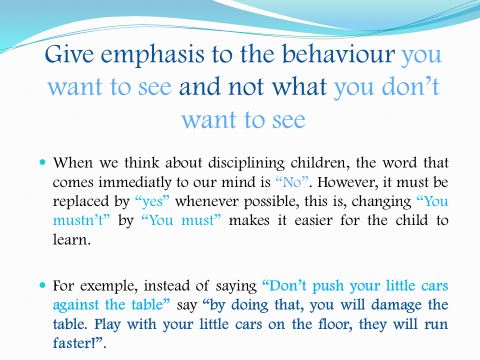 Give emphasis to the behaviour you
want to see and not what you don't
want to see
When we think about disciplining children, the word that
comes immediatly to our mind is "No". However, it must be
replaced by "yes" whenever possible, this is, changing "You
mustn't" by "You must" makes it easier for the child to
learn.
For exemple, instead of saying "Don't push your little cars
against the table" say "by doing that, you will damage the
table. Play with your little cars on the floor, they will run
faster!".